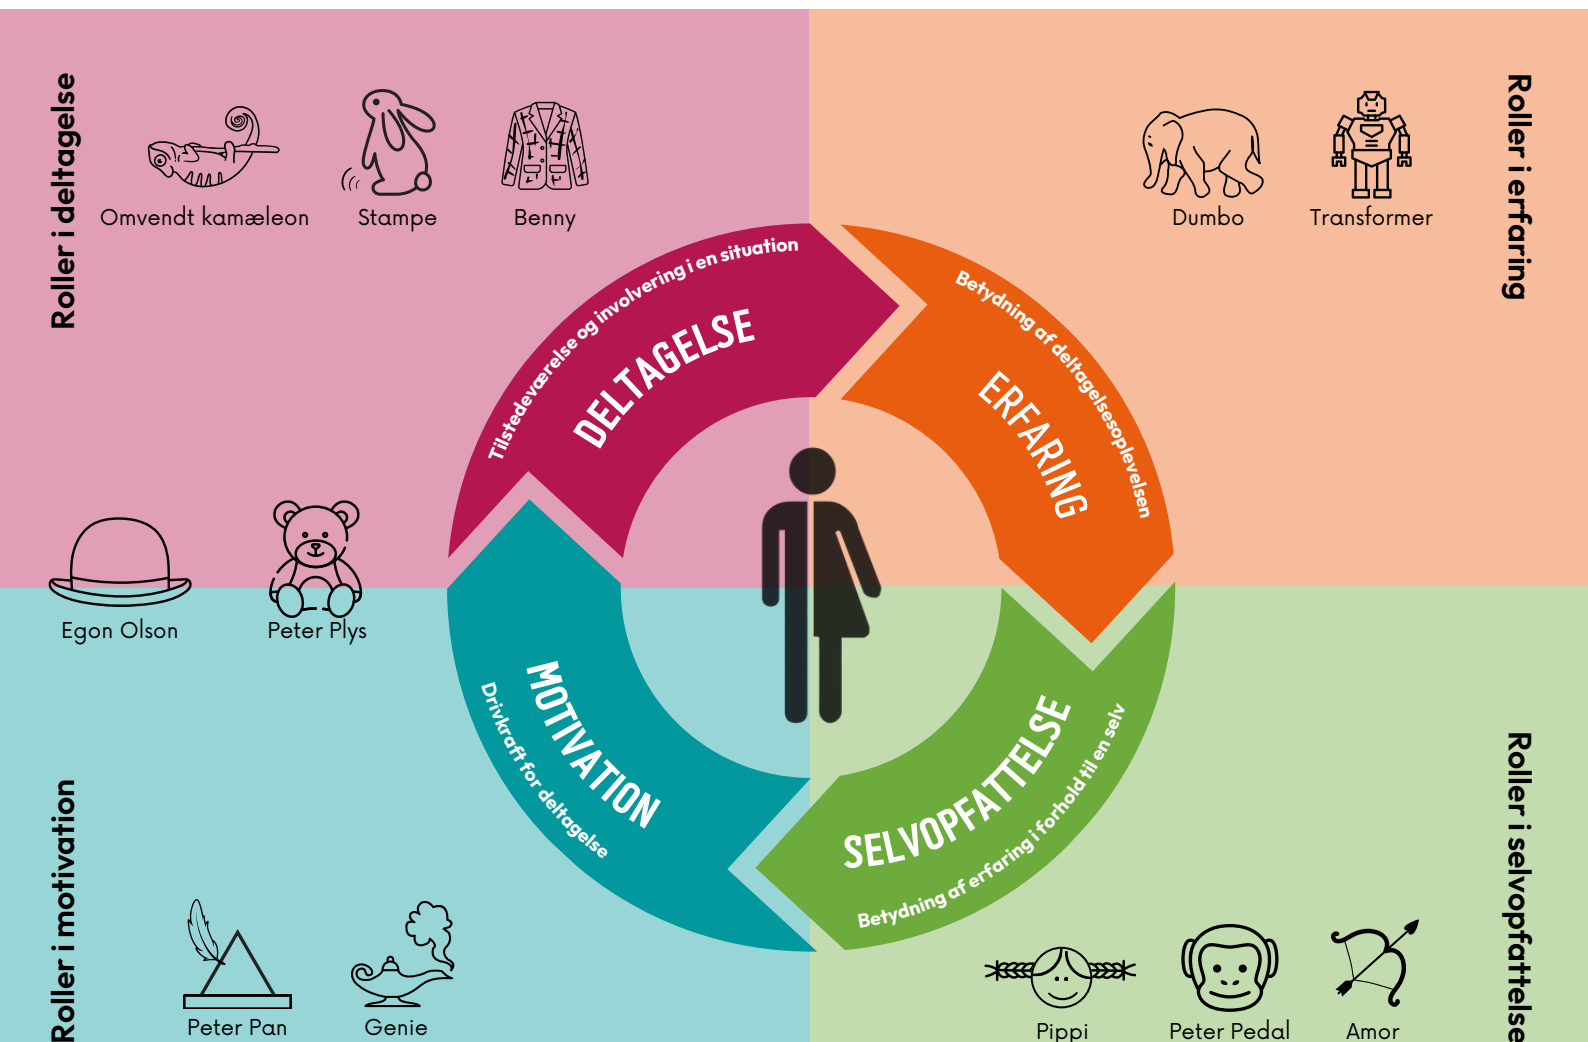 Roller i deltagelse
Omvendt kamæleon
Stampe
Benny
Dumbo
Transformer
Roller i erfaring
Tilstedeværelse og involvering i en situation
DELTAGELSE
Betydning af deltagelsesoplevelsen
ERFARING
Egon Olson
Peter Plys
MOTIVATION
Drivkraft for deltagelse
SELVOPFATTELSE
Betydning af erfaring i forhold til en selv
Roller i motivation
Peter Pan
Genie
Pippi
Peter Pedal
Amor
Roller i selvopfattelse